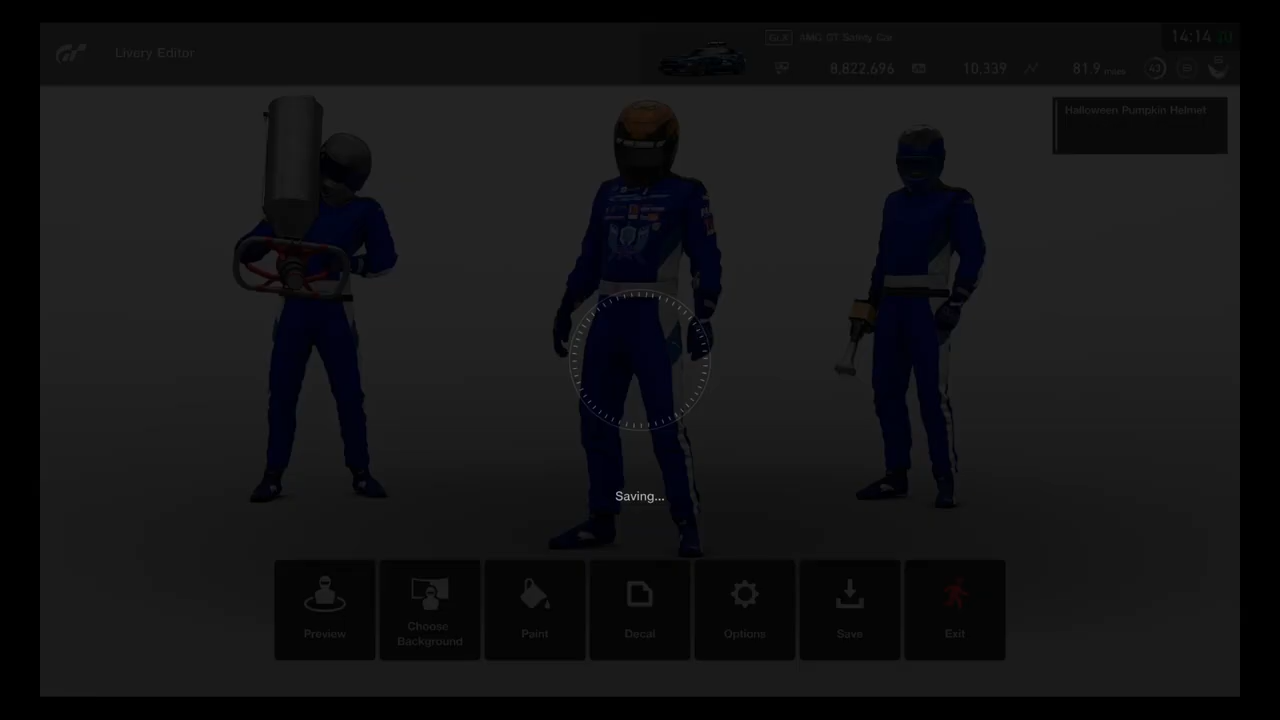 Livery Editor
AMG GT Safety Car
14:14
8,822,696
10,339
81.9 miles
40
Halloween Pumpkin Helmet
Saving...
Preview
Choose
Background
Paint
Decal
Options
Save
Exit